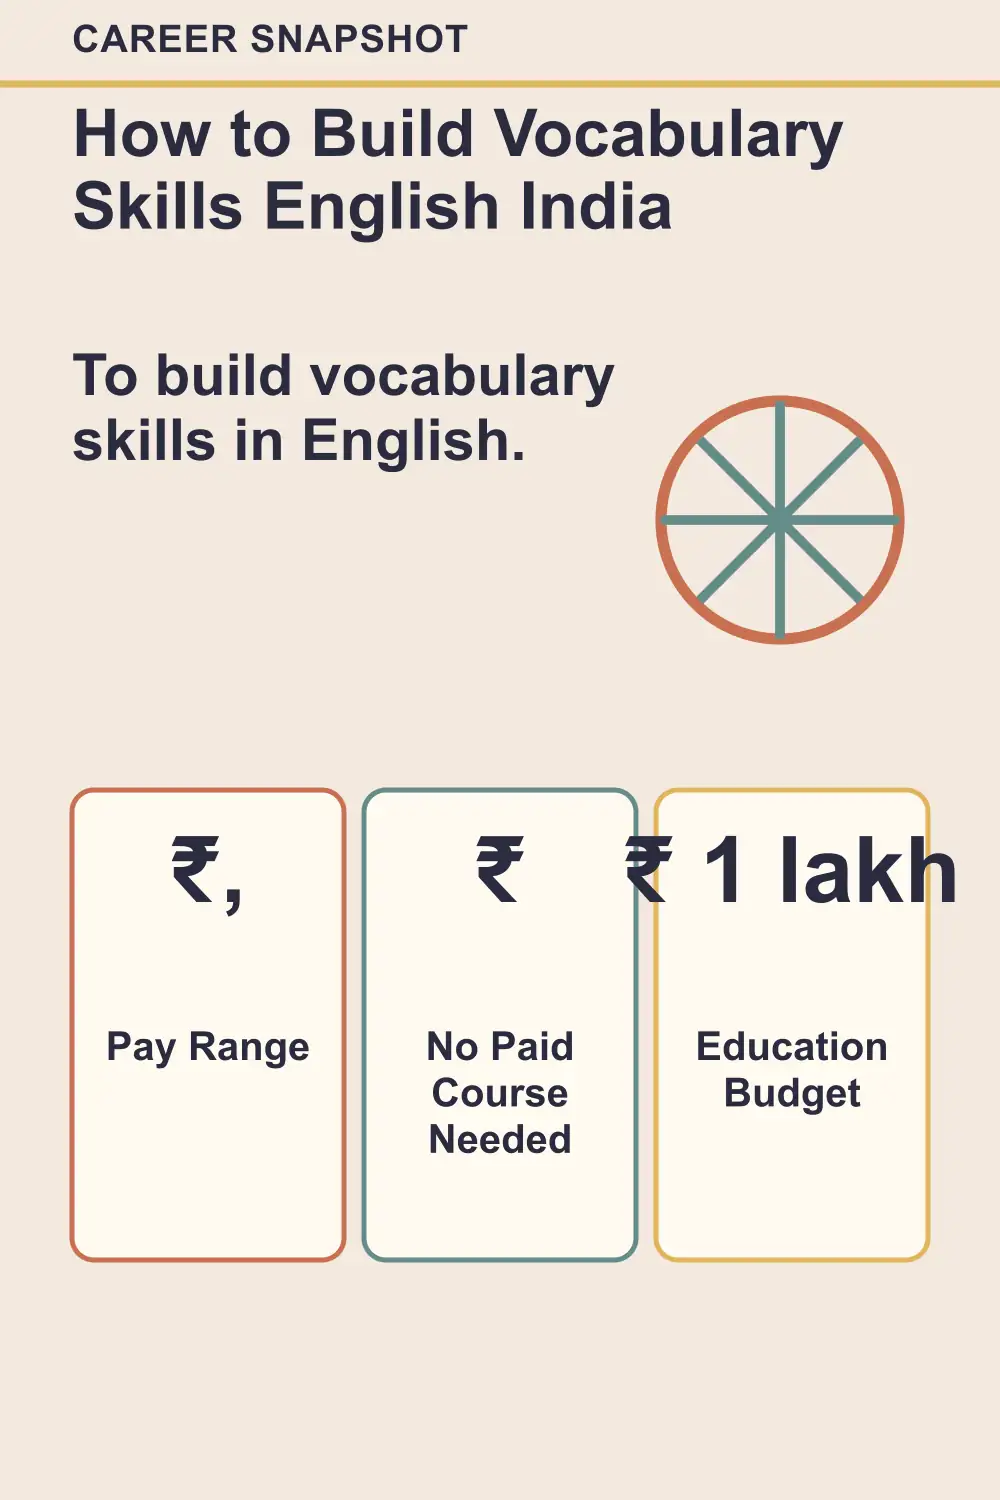 CAREER SNAPSHOT
How to Build Vocabulary
Skills English India
To build vocabulary
skills in English.
₹,
Pay Range
₹
No Paid
Course
Needed
₹ 1 lakh
Education
Budget